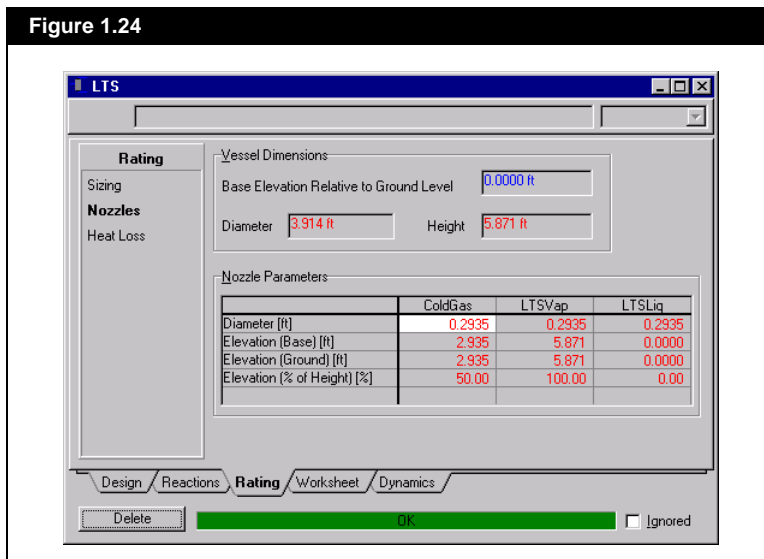 Figure 1.24
LTS
Rating
Sizing
Nozzles
Heat Loss
Vessel Dimensions
Base Elevation Relative to Ground Level 0.0000 ft
Diameter 3.914 ft Height 5.871 ft
Nozzle Parameters
ColdGas LTSVap LTSLiq
Diameter [ft] 0.2935 0.2935 0.2935
Elevation (Base) [ft] 2.935 5.871 0.0000
Elevation (Ground) [ft] 2.935 5.871 0.0000
Elevation (% of Height) [%] 50.00 100.00 0.00
Design Reactions Rating Worksheet Dynamics
Delete OK Ignored